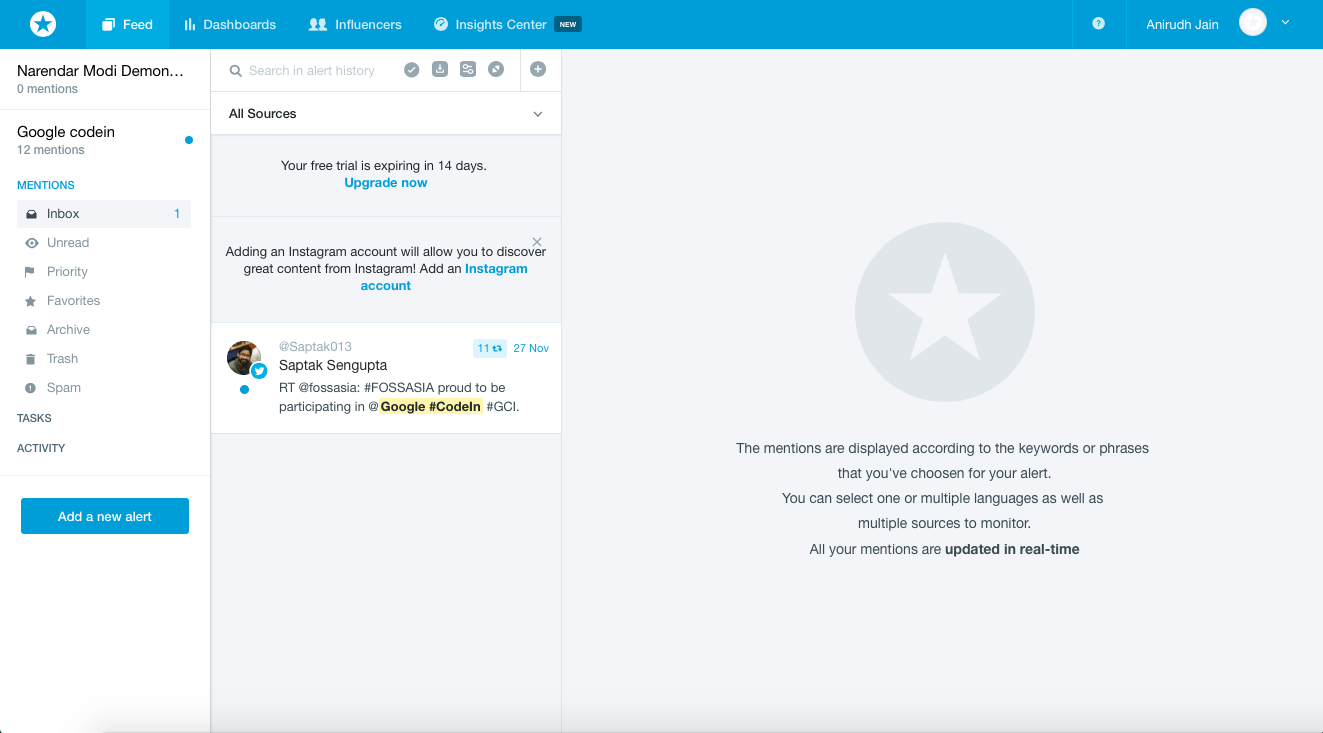 Feed
Dashboards
Influencers
Insights Center NEW
?
Anirudh Jain
Narendar Modi Demon...
0 mentions
Google codein
12 mentions
MENTIONS
Inbox 1
Unread
Priority
Favorites
Archive
Trash
Spam
TASKS
ACTIVITY
Add a new alert
Search in alert history
All Sources
Your free trial is expiring in 14 days.
Upgrade now
Adding an Instagram account will allow you to discover
great content from Instagram! Add an Instagram
account
@Saptak013 11 27 Nov
Saptak Sengupta
RT @fossasia: #FOSSASIA proud to be
participating in @Google #CodeIn #GCI.
The mentions are displayed according to the keywords or phrases
that you've choosen for your alert.
You can select one or multiple languages as well as
multiple sources to monitor.
All your mentions are updated in real-time